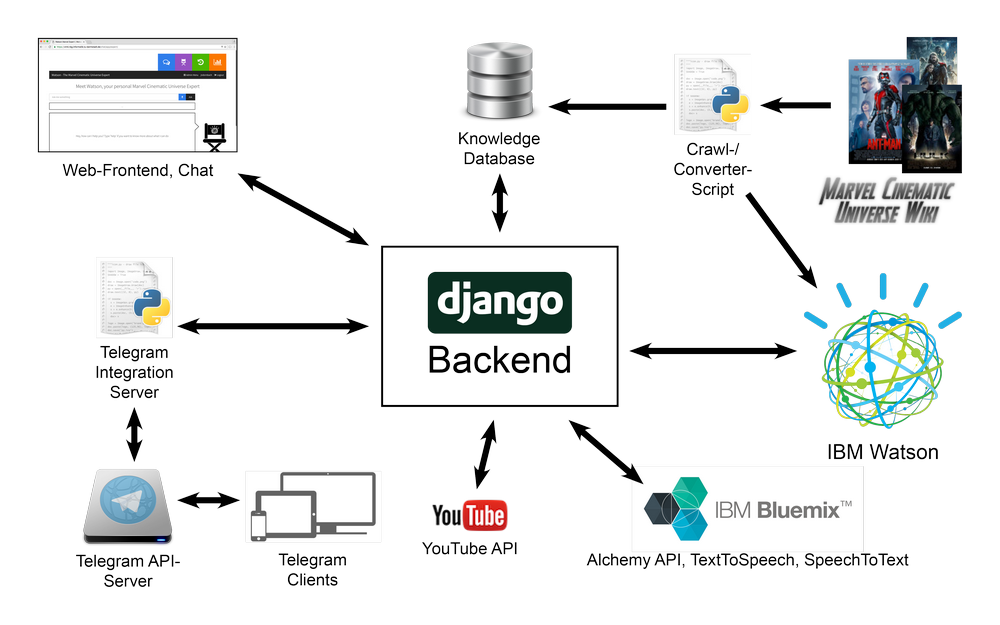 Meet Watson, your personal Marvel Cinematic Universe Expert
Web-Frontend, Chat
Knowledge
Database
Crawl-/
Converter-
Script
ANT-MAN
HULK
MARVEL CINEMATIC
UNIVERSE WIKI
django
Backend
Telegram
Integration
Server
IBM Watson
Telegram API-
Server
Telegram
Clients
YouTube
YouTube API
IBM Bluemix™
Alchemy API, TextToSpeech, SpeechToText